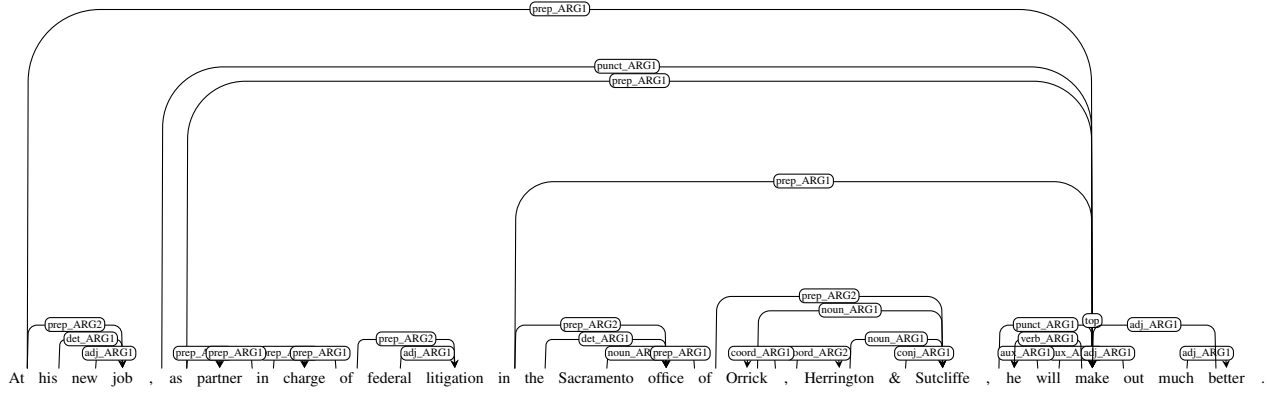 prep_ARG1
punct_ARG1
prep_ARG1
prep_ARG1
prep_ARG2
noun_ARG1
top
prep_ARG2 prep_ARG2 punct_ARG1 adj_ARG1
det_ARG1 prep_ARG2 det_ARG1 noun_ARG1 verb_ARG1
adj_ARG1 prep_ARG1 prep_ARG1 adj_ARG1 prep_ARG1 coord_ARG1 conj_ARG1 aux_ARG1 adj_ARG1 adj_ARG1
At his new job , as partner in charge of federal litigation in the Sacramento office of Orrick , Herrington & Sutcliffe , he will make out much better .